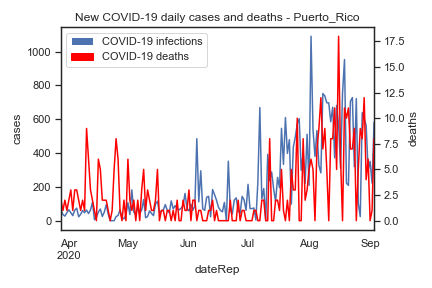 New COVID-19 daily cases and deaths - Puerto_Rico
COVID-19 infections
COVID-19 deaths
cases
1000
800
600
400
200
0
deaths
17.5
15.0
12.5
10.0
7.5
5.0
2.5
0.0
Apr
2020
May
Jun
Jul
Aug
Sep
dateRep